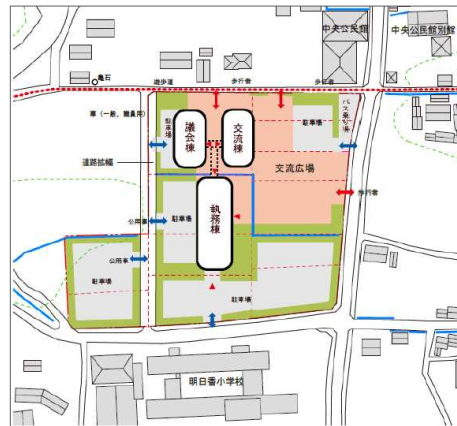 中央公民館
中央公民館別館
亀石
遊歩道
歩行者
歩行者
車(一般、議員用)
駐車場
議会棟
交流棟
駐車場
バス乗り場
道路拡幅
交流広場
執務棟
歩行者
駐車場
公用車
公用車
駐車場
駐車場
明日香小学校